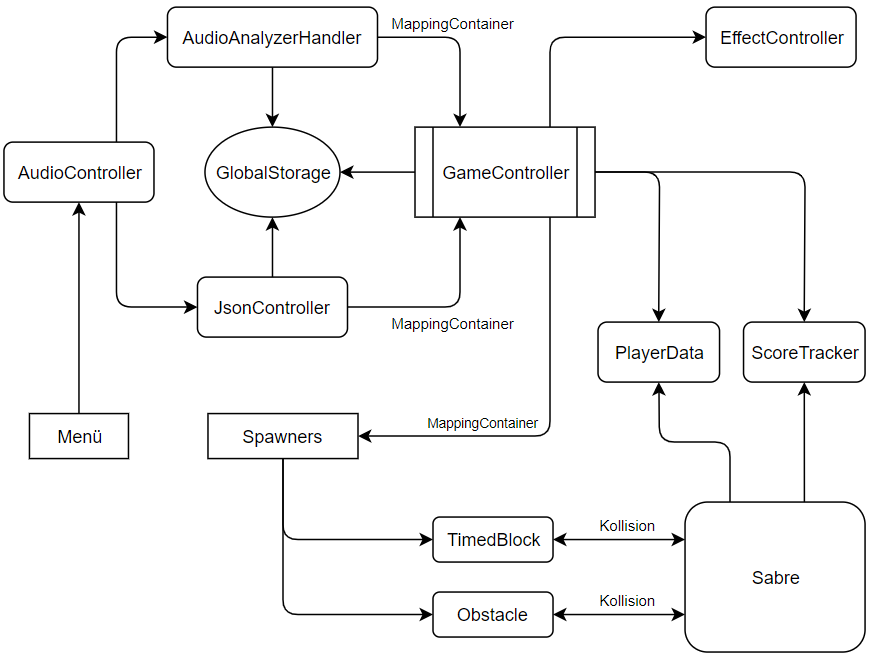 MappingContainer
AudioAnalyzerHandler
EffectController
AudioController
GlobalStorage
GameController
JsonController
MappingContainer
PlayerData
ScoreTracker
MappingContainer
Menü
Spawners
Kollision
TimedBlock
Sabre
Kollision
Obstacle